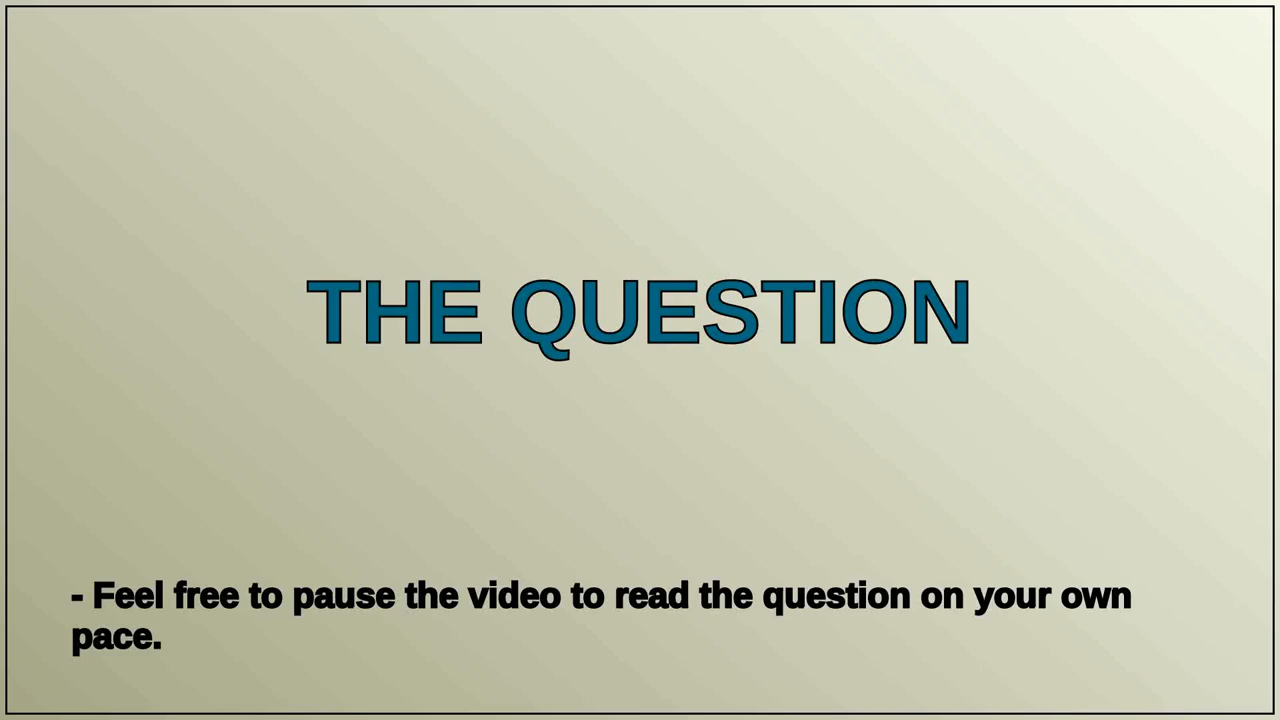 THE QUESTION
- Feel free to pause the video to read the question on your own
pace.